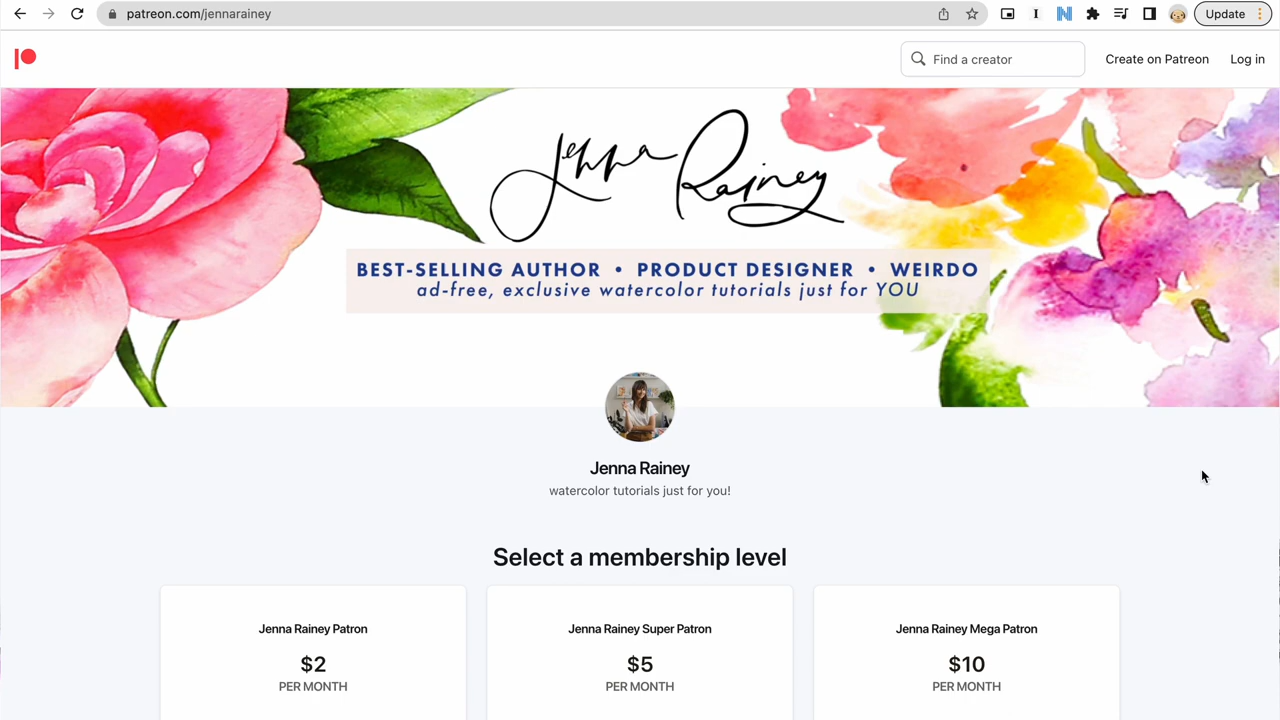 patreon.com/jennarainey
Update
Find a creator
Create on Patreon
Log in
Jenna Rainey
BEST-SELLING AUTHOR • PRODUCT DESIGNER • WEIRDO
ad-free, exclusive watercolor tutorials just for YOU
Jenna Rainey
watercolor tutorials just for you!
Select a membership level
Jenna Rainey Patron
$2
PER MONTH
Jenna Rainey Super Patron
$5
PER MONTH
Jenna Rainey Mega Patron
$10
PER MONTH